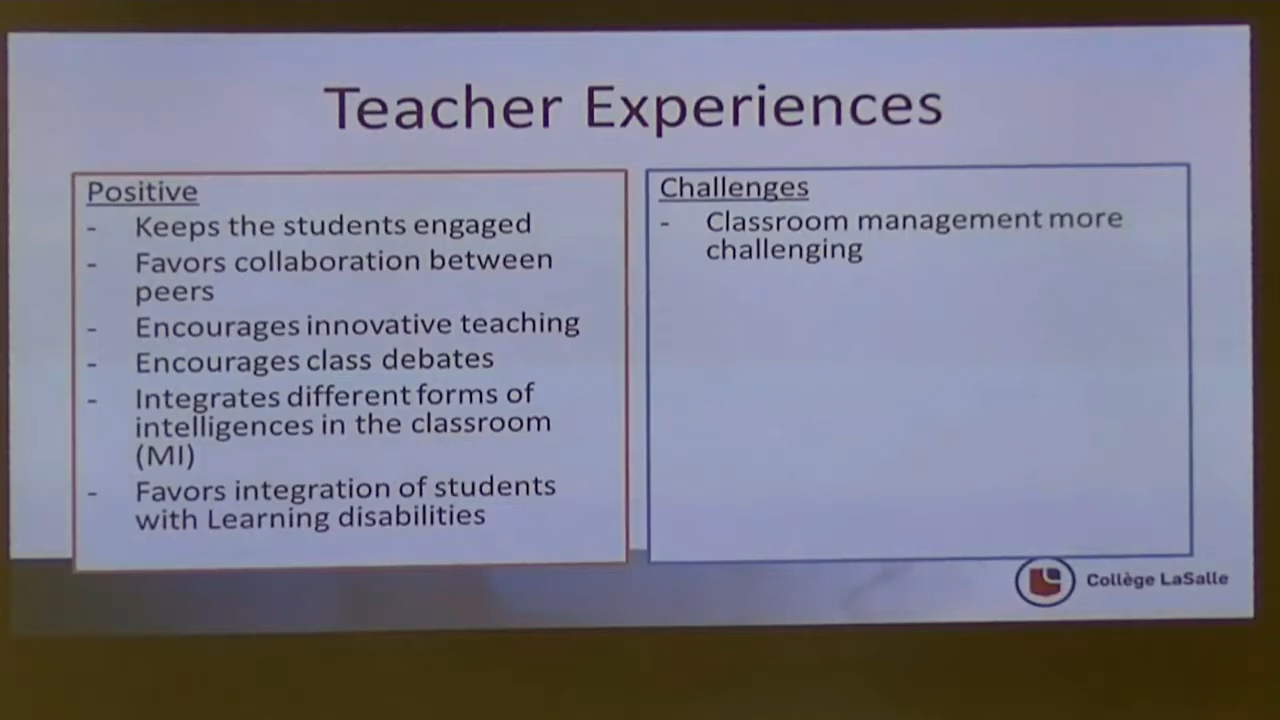 Teacher Experiences
Positive
- Keeps the students engaged
- Favors collaboration between
peers
- Encourages innovative teaching
- Encourages class debates
- Integrates different forms of
intelligences in the classroom
(MI)
- Favors integration of students
with Learning disabilities
Challenges
- Classroom management more
challenging
Collège LaSalle